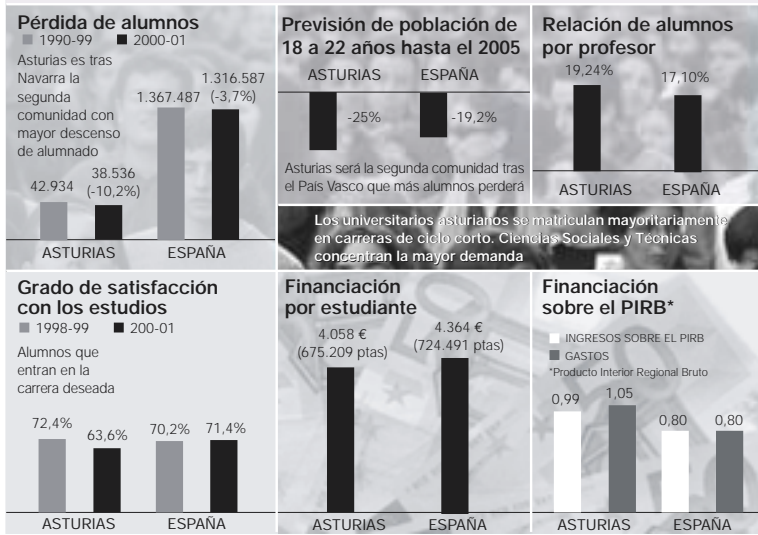 Pérdida de alumnos
1990-99 2000-01
Asturias es tras
Navarra la
segunda
comunidad con
mayor descenso
de alumnado
42.934
38.536
(-10,2%)
1.367.487
1.316.587
(-3,7%)
ASTURIAS ESPAÑA
Previsión de población de
18 a 22 años hasta el 2005
ASTURIAS ESPAÑA
-25% -19,2%
Asturias será la segunda comunidad tras
el País Vasco que más alumnos perderá
Relación de alumnos
por profesor
19,24% 17,10%
ASTURIAS ESPAÑA
Los universitarios asturianos se matriculan mayoritariamente
en carreras de ciclo corto. Ciencias Sociales y Técnicas
concentran la mayor demanda
Grado de satisfacción
con los estudios
1998-99 200-01
Alumnos que
entran en la
carrera deseada
72,4% 63,6% 70,2% 71,4%
ASTURIAS ESPAÑA
Financiación
por estudiante
4.058 €
(675.209 ptas)
4.364 €
(724.491 ptas)
ASTURIAS ESPAÑA
Financiación
sobre el PIRB*
INGRESOS SOBRE EL PIRB
GASTOS
*Producto Interior Regional Bruto
0,99 1,05 0,80 0,80
ASTURIAS ESPAÑA